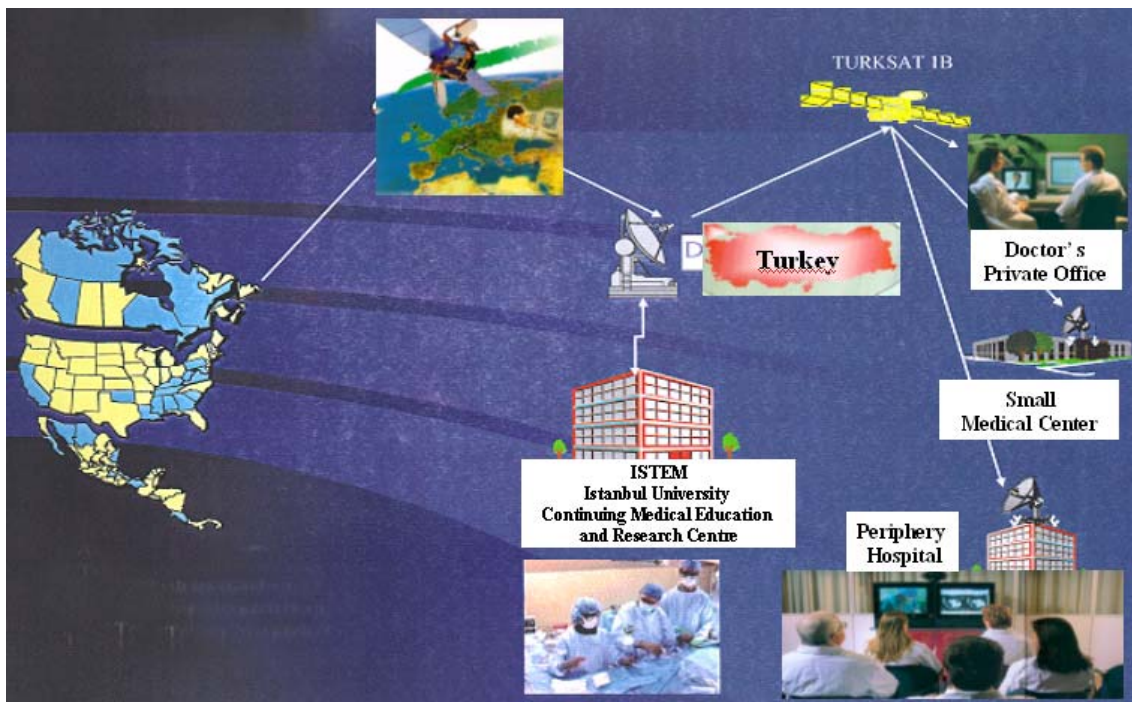 TURKSAT 1B
D
Turkey
Doctor's
Private Office
Small
Medical Center
ISTEM
Istanbul University
Continuing Medical Education
and Research Centre
Periphery
Hospital